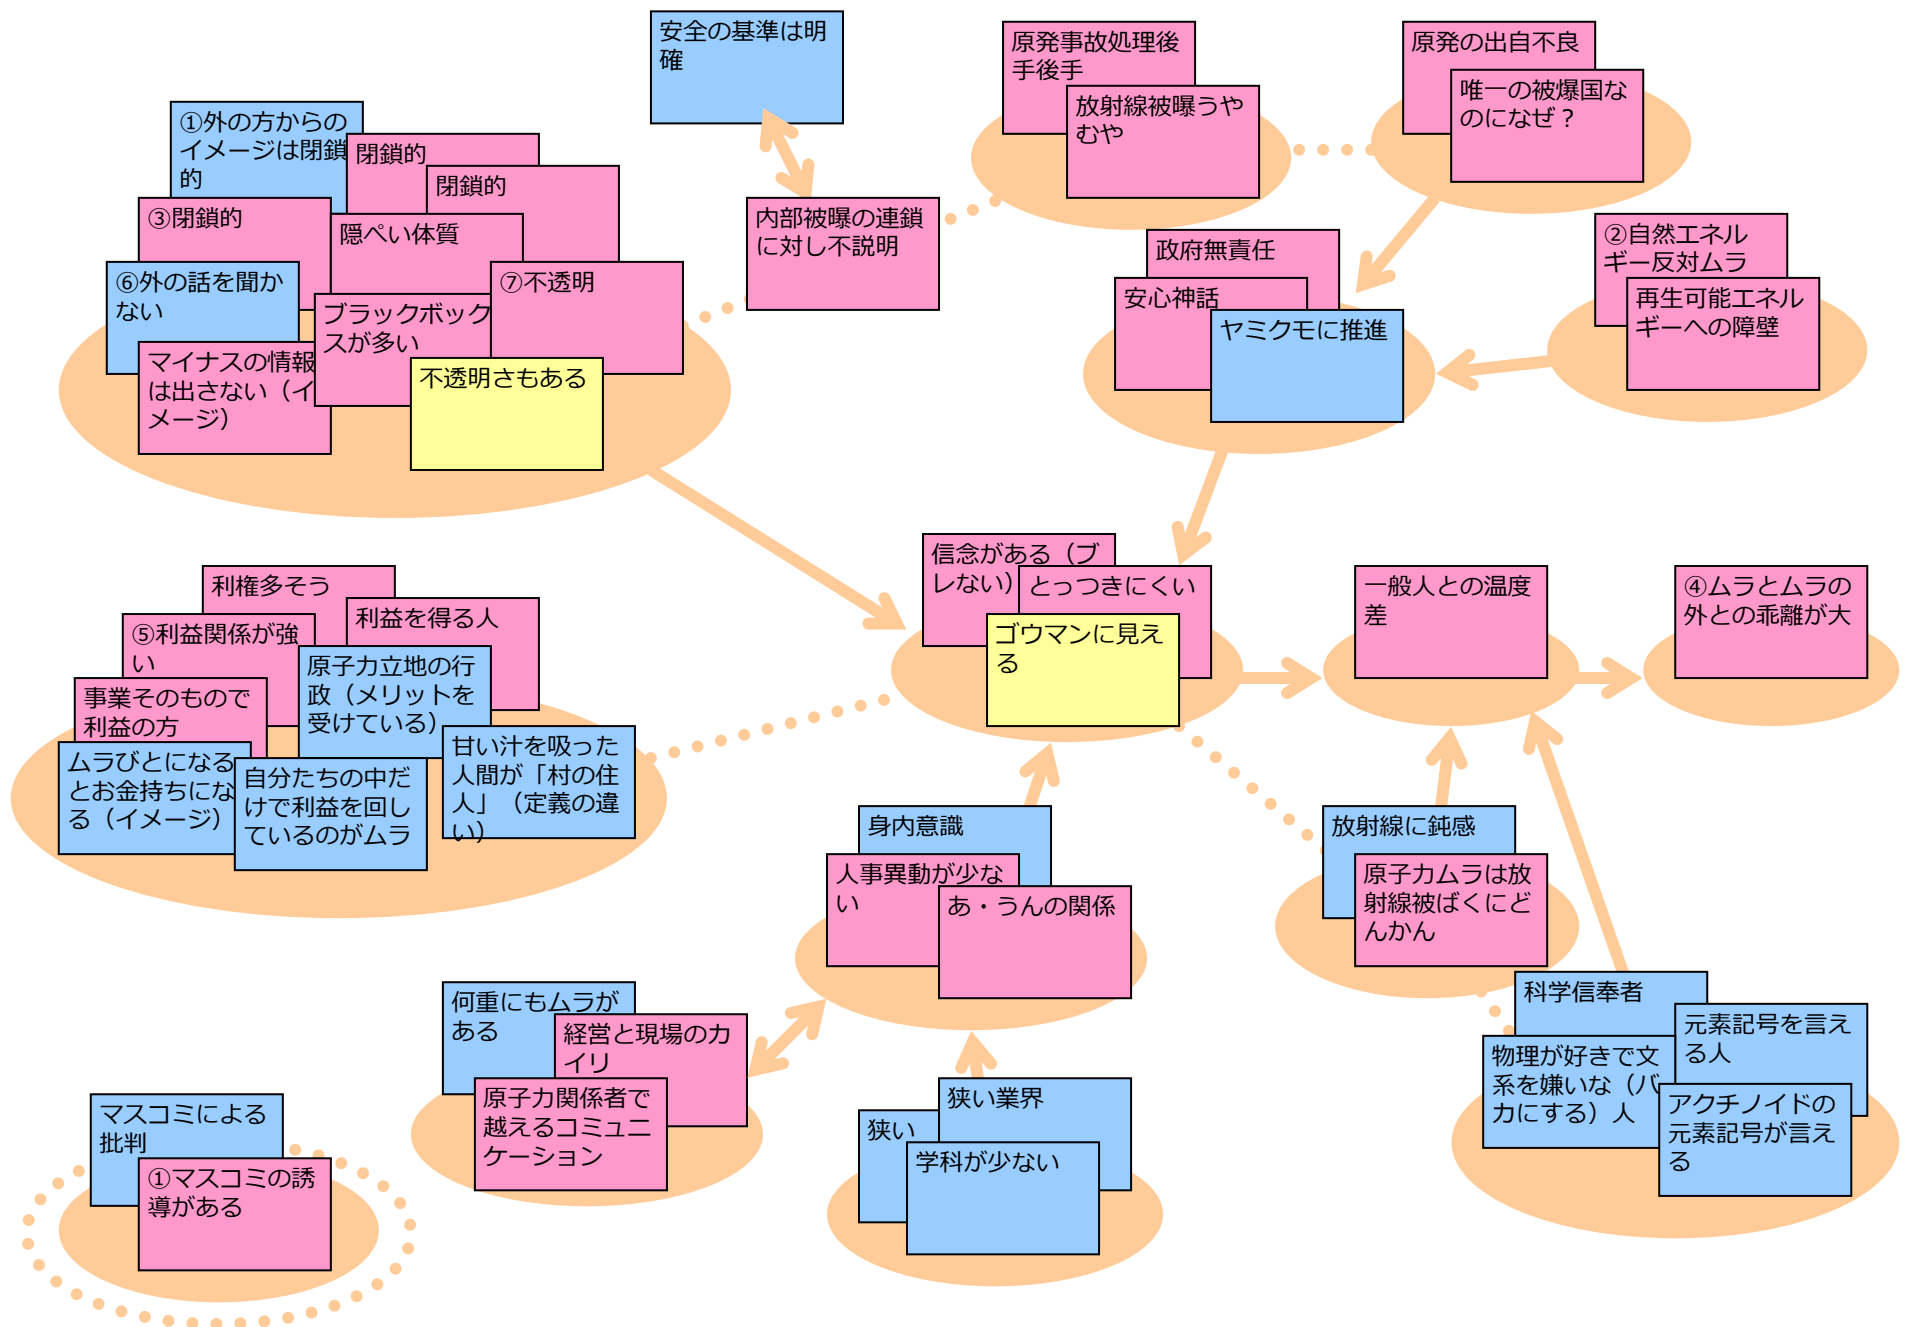 安全の基準は明
確
原発事故処理後
手後手
放射線被曝うや
むや
原発の出自不良
唯一の被爆国な
のになぜ？
①外の方からの
イメージは閉鎖
的
閉鎖的
閉鎖的
③閉鎖的
隠ぺい体質
⑥外の話を聞か
ない
⑦不透明
ブラックボック
スが多い
マイナスの情報
は出さない（イ
メージ）
不透明さもある
内部被曝の連鎖
に対し不説明
政府無責任
安心神話
ヤミクモに推進
②自然エネル
ギー反対ムラ
再生可能エネル
ギーへの障壁
信念がある（ブ
レない）
とっつきにくい
ゴウマンに見え
る
一般人との温度
差
④ムラとムラの
外との乖離が大
利権多そう
利益を得る人
⑤利益関係が強
い
原子力立地の行
政（メリットを
受けている）
事業そのもので
利益の方
甘い汁を吸った
人間が「村の住
人」（定義の違
い）
ムラびとになる
とお金持ちにな
る（イメージ）
自分たちの中だ
けで利益を回し
ているのがムラ
身内意識
人事異動が少な
い
あ・うんの関係
放射線に鈍感
原子力ムラは放
射線被ばくにど
んかん
何重にもムラが
ある
経営と現場のカ
イリ
原子力関係者で
越えるコミュニ
ケーション
狭い業界
狭い
学科が少ない
科学信奉者
元素記号を言え
る人
物理が好きで文
系を嫌いな（バ
カにする）人
アクチノイドの
元素記号が言え
る
マスコミによる
批判
①マスコミの誘
導がある